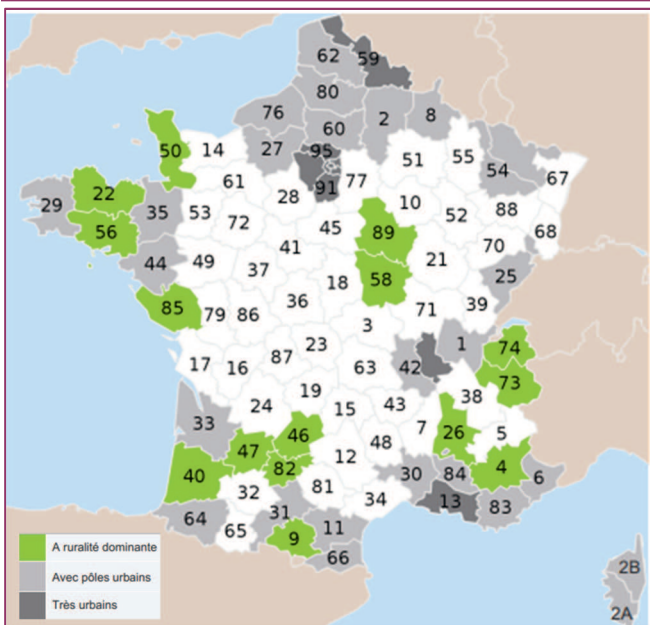 62 59
80
76 2 8
60
50 14 27 95 51 55 54 67
91 77
22 61 28 10 88
29 35 53 52 68
56 72 45 89
44 49 41 21 70
37 18 58 25
85 79 86 36 71 39
3
23 1 74
17 16 87 63 42
73
19 38
24 15 43
33 7 26 5
46 48
47 12
40 82 30 84 4 6
32 81 34 13 83
64 31
65 9 11
66
2B
2A
A ruralité dominante
Avec pôles urbains
Très urbains